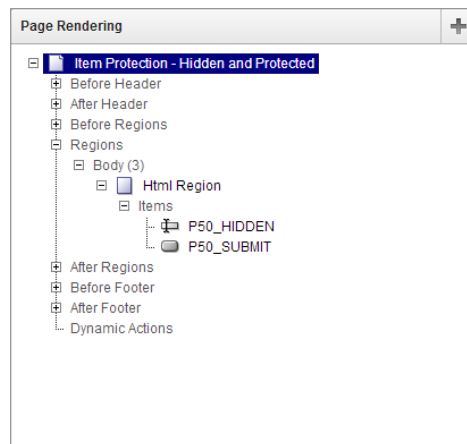 Page Rendering
Item Protection - Hidden and Protected
Before Header
After Header
Before Regions
Regions
Body (3)
Html Region
Items
P50_HIDDEN
P50_SUBMIT
After Regions
Before Footer
After Footer
Dynamic Actions